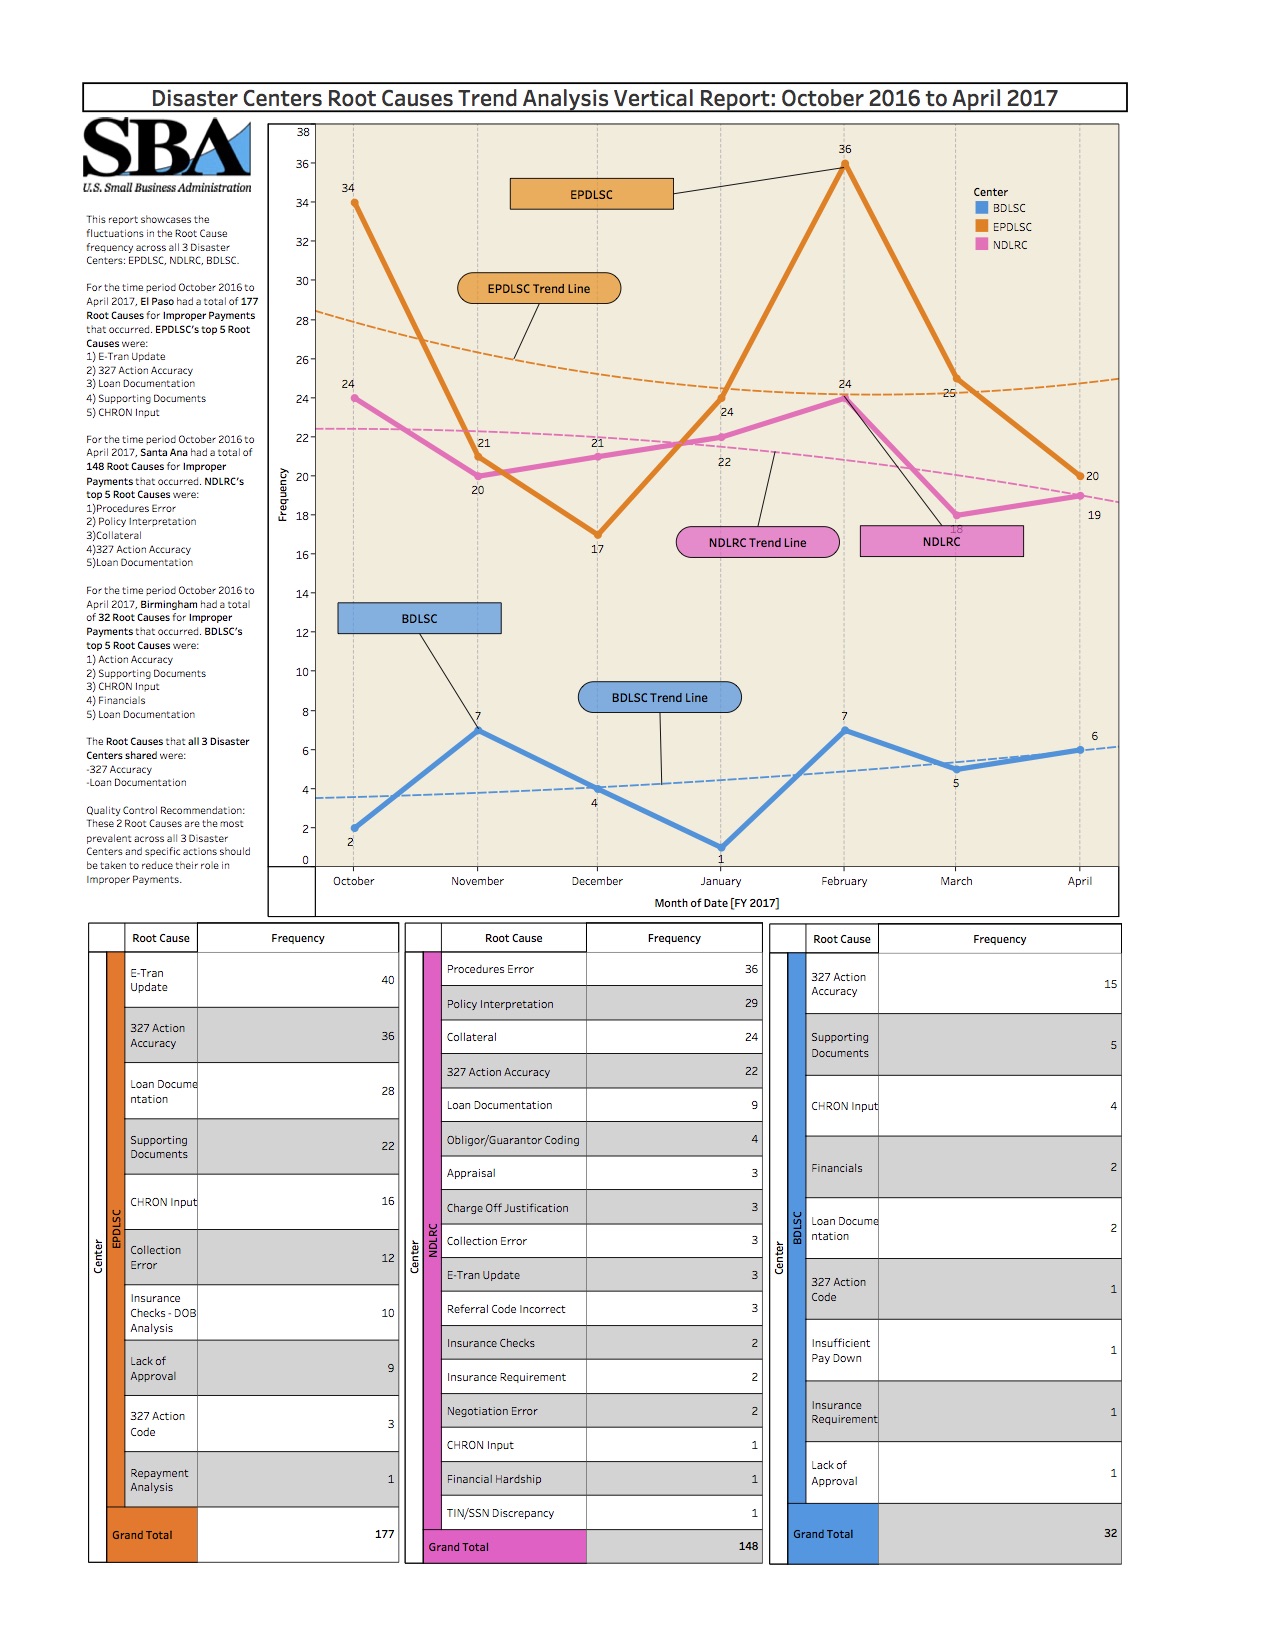 Disaster Centers Root Causes Trend Analysis Vertical Report: October 2016 to April 2017
SBA
U.S. Small Business Administration
This report showcases the
fluctuations in the Root Cause
frequency across all 3 Disaster
Centers: EPDLSC, NDLRC, BDLSC.
For the time period October 2016 to
April 2017, El Paso had a total of 177
Root Causes for Improper Payments
that occurred. EPDLSC's top 5 Root
Causes were:
1) E-Tran Update
2) 327 Action Accuracy
3) Loan Documentation
4) Supporting Documents
5) CHRON Input
For the time period October 2016 to
April 2017, Santa Ana had a total of
148 Root Causes for Improper
Payments that occurred. NDLRC's
top 5 Root Causes were:
1)Procedures Error
2) Policy Interpretation
3)Collateral
4)327 Action Accuracy
5)Loan Documentation
For the time period October 2016 to
April 2017, Birmingham had a total
of 32 Root Causes for Improper
Payments that occurred. BDLSC's
top 5 Root Causes were:
1) Action Accuracy
2) Supporting Documents
3) CHRON Input
4) Financials
5) Loan Documentation
The Root Causes that all 3 Disaster
Centers shared were:
-327 Accuracy
-Loan Documentation
Quality Control Recommendation:
These 2 Root Causes are the most
prevalent across all 3 Disaster
Centers and specific actions should
be taken to reduce their role in
Improper Payments.
Frequency
38
36
34
32
30
28
26
24
22
20
18
16
14
12
10
8
6
4
2
0
Center
BDLSC
EPDLSC
NDLRC
EPDLSC
EPDLSC Trend Line
NDLRC Trend Line
NDLRC
BDLSC
BDLSC Trend Line
34
21
17
24
36
25
20
24
20
21
22
24
18
19
2
7
4
1
7
5
6
October November December January February March April
Month of Date [FY 2017]
Center
EPDLSC
Root Cause Frequency
E-Tran
Update 40
327 Action
Accuracy 36
Loan Docume
ntation 28
Supporting
Documents 22
CHRON Input 16
Collection
Error 12
Insurance
Checks - DOB
Analysis 10
Lack of
Approval 9
327 Action
Code 3
Repayment
Analysis 1
Grand Total 177
Center
NDLRC
Root Cause Frequency
Procedures Error 36
Policy Interpretation 29
Collateral 24
327 Action Accuracy 22
Loan Documentation 9
Obligor/Guarantor Coding 4
Appraisal 3
Charge Off Justification 3
Collection Error 3
E-Tran Update 3
Referral Code Incorrect 3
Insurance Checks 2
Insurance Requirement 2
Negotiation Error 2
CHRON Input 1
Financial Hardship 1
TIN/SSN Discrepancy 1
Grand Total 148
Center
BDLSC
Root Cause Frequency
327 Action
Accuracy 15
Supporting
Documents 5
CHRON Input 4
Financials 2
Loan Docume
ntation 2
327 Action
Code 1
Insufficient
Pay Down 1
Insurance
Requirement 1
Lack of
Approval 1
Grand Total 32